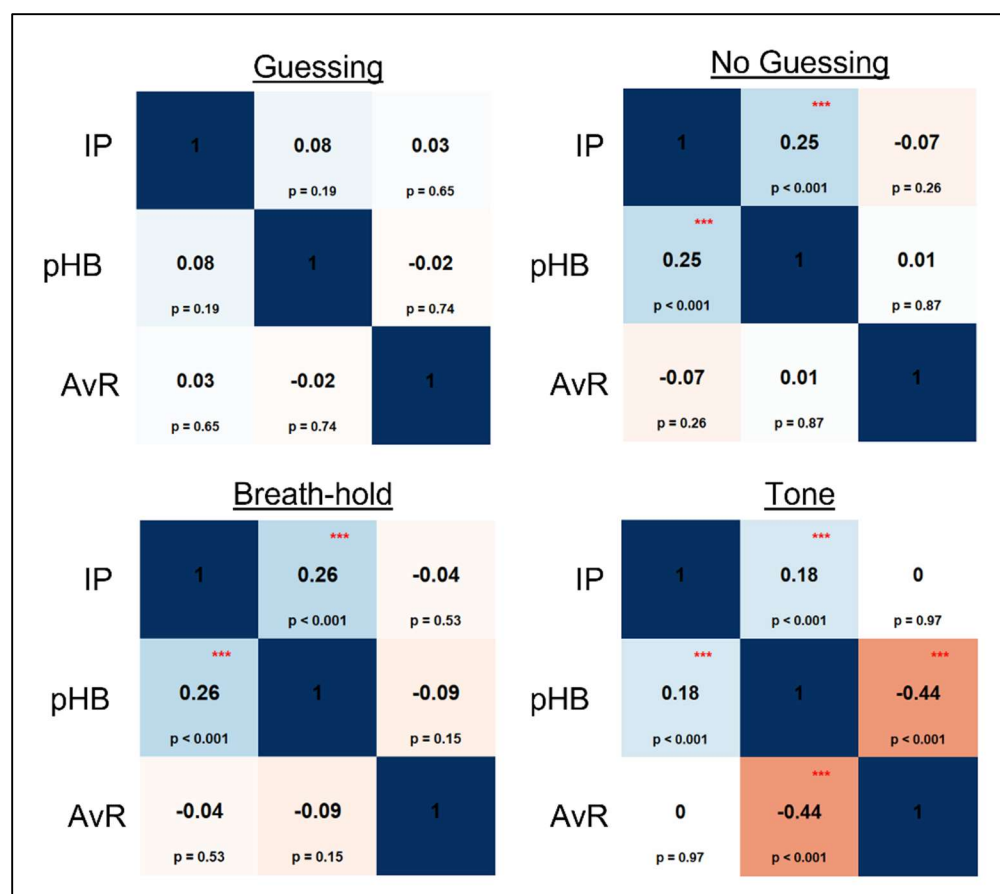 Guessing
IP
1
0.08
p = 0.19
0.03
p = 0.65
pHB
0.08
p = 0.19
1
-0.02
p = 0.74
AvR
0.03
p = 0.65
-0.02
p = 0.74
1
No Guessing
IP
1
***
0.25
p < 0.001
-0.07
p = 0.26
pHB
***
0.25
p < 0.001
1
0.01
p = 0.87
AvR
-0.07
p = 0.26
0.01
p = 0.87
1
Breath-hold
IP
1
***
0.26
p < 0.001
-0.04
p = 0.53
pHB
***
0.26
p < 0.001
1
-0.09
p = 0.15
AvR
-0.04
p = 0.53
-0.09
p = 0.15
1
Tone
IP
1
***
0.18
p < 0.001
0
p = 0.97
pHB
***
0.18
p < 0.001
1
***
-0.44
p < 0.001
AvR
0
p = 0.97
***
-0.44
p < 0.001
1